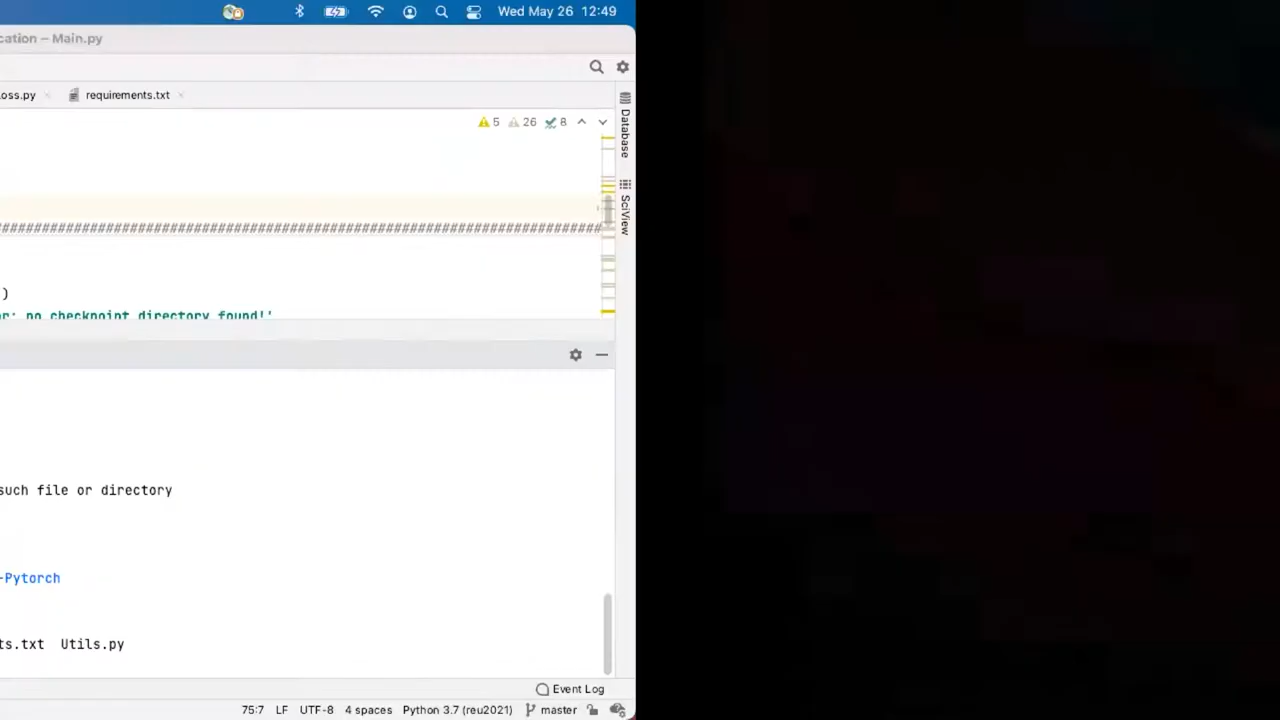 Wed May 26 12:49
cation – Main.py
oss.py requirements.txt
5 26 8
Database
SciView
################################################################################
)
or: no checkpoint directory found!'
such file or directory
-Pytorch
ts.txt Utils.py
Event Log
75:7 LF UTF-8 4 spaces Python 3.7 (reu2021) master